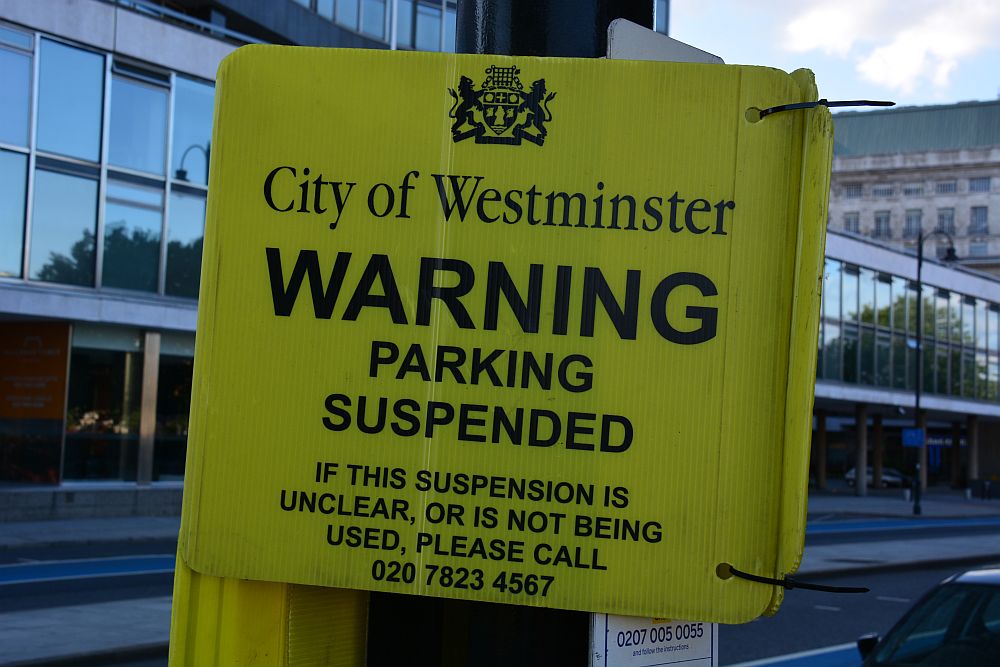 City of Westminster
WARNING
PARKING
SUSPENDED
IF THIS SUSPENSION IS
UNCLEAR, OR IS NOT BEING
USED, PLEASE CALL
020 7823 4567
0207 005 0055
and follow the instructions